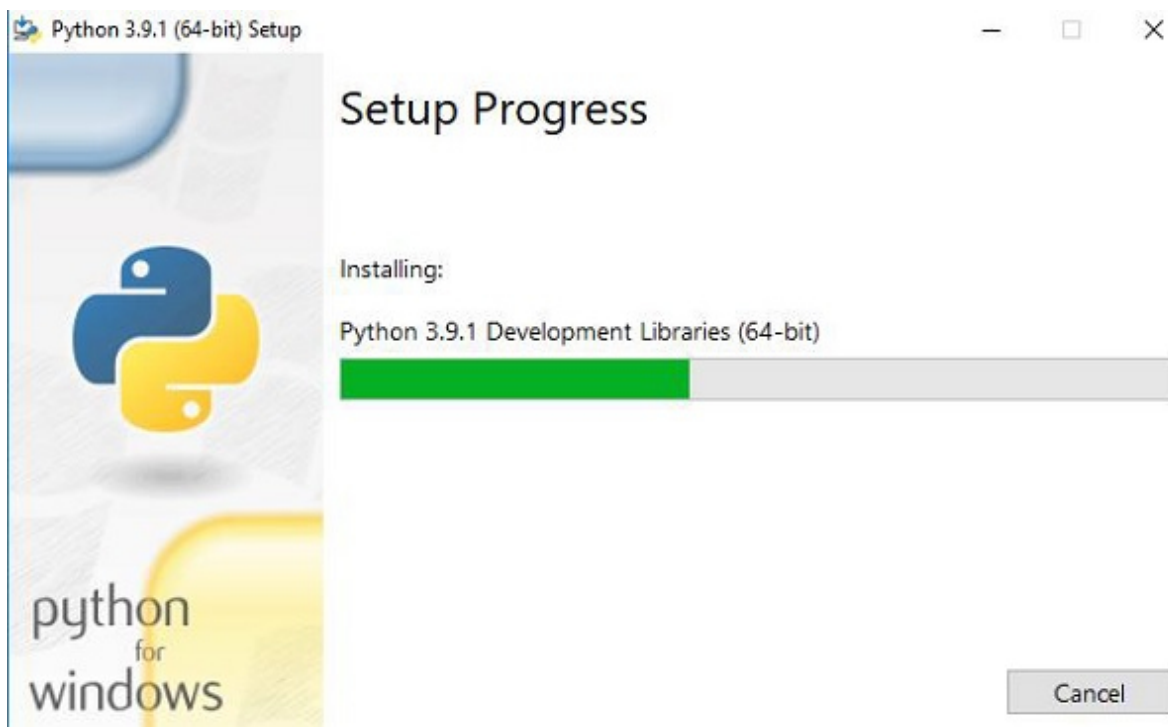 Python 3.9.1 (64-bit) Setup
Setup Progress
Installing:
Python 3.9.1 Development Libraries (64-bit)
python
for
windows
Cancel